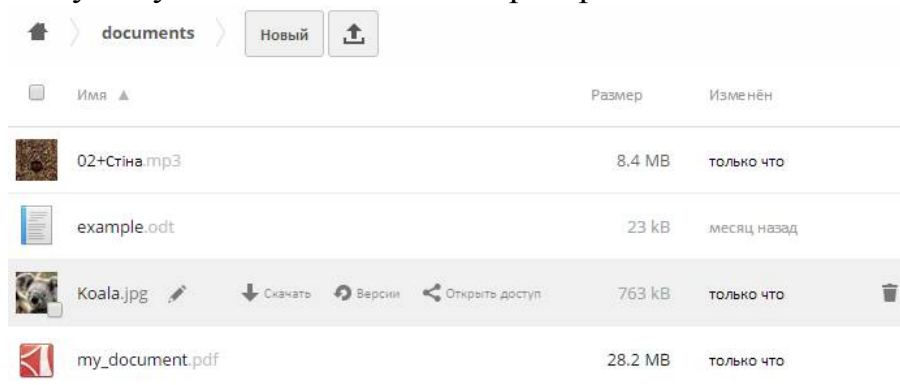 documents Новый
Имя ▲ Размер Изменён
02+Стіна.mp3 8.4 MB только что
example.odt 23 kB месяц назад
Koala.jpg Скачать Версии Открыть доступ 763 kB только что
my_document.pdf 28.2 MB только что